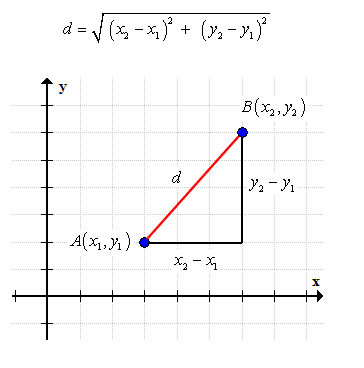 d = √((x₂ − x₁)² + (y₂ − y₁)²)
y
B(x₂, y₂)
d
y₂ − y₁
A(x₁, y₁)
x₂ − x₁
x